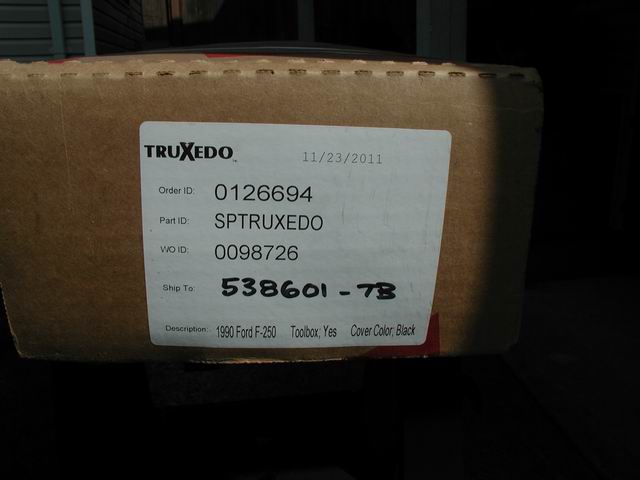 TRUXEDO™ 11/23/2011
Order ID: 0126694
Part ID: SPTRUXEDO
WO ID: 0098726
Ship To: 538601-TB
Description: 1990 Ford F-250 Toolbox; Yes Cover Color; Black